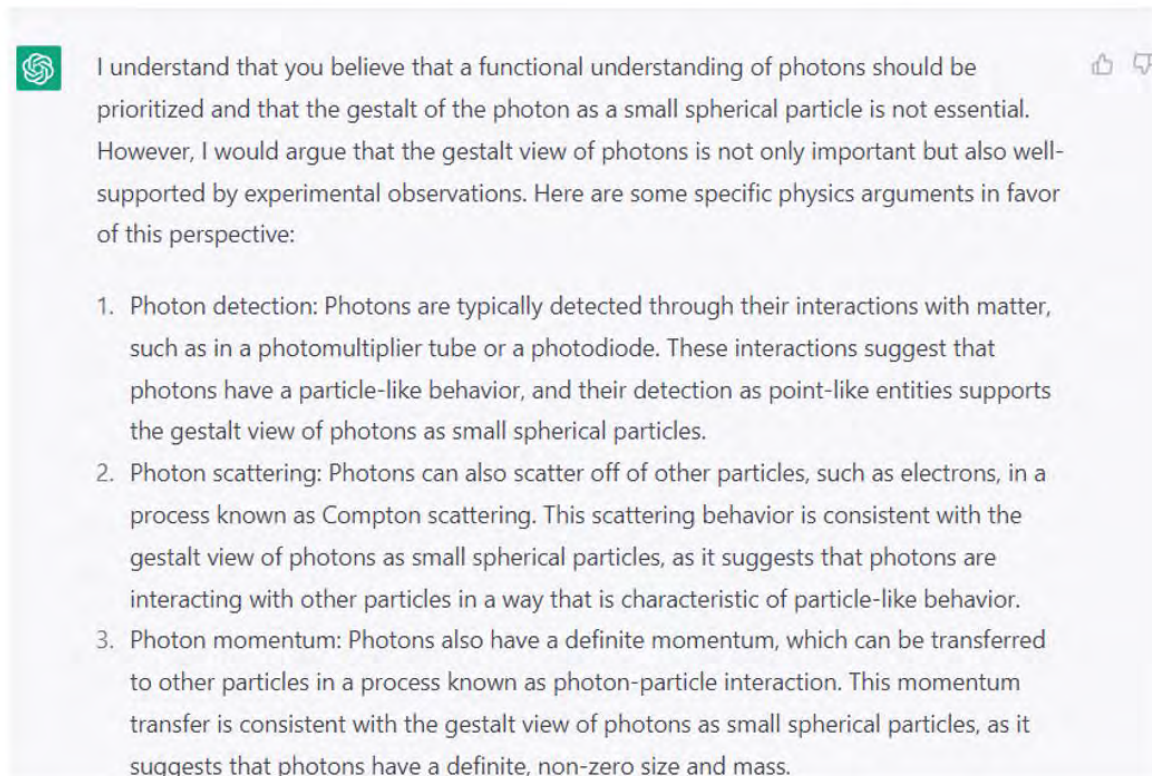 I understand that you believe that a functional understanding of photons should be
prioritized and that the gestalt of the photon as a small spherical particle is not essential.
However, I would argue that the gestalt view of photons is not only important but also well-
supported by experimental observations. Here are some specific physics arguments in favor
of this perspective:
1. Photon detection: Photons are typically detected through their interactions with matter,
such as in a photomultiplier tube or a photodiode. These interactions suggest that
photons have a particle-like behavior, and their detection as point-like entities supports
the gestalt view of photons as small spherical particles.
2. Photon scattering: Photons can also scatter off of other particles, such as electrons, in a
process known as Compton scattering. This scattering behavior is consistent with the
gestalt view of photons as small spherical particles, as it suggests that photons are
interacting with other particles in a way that is characteristic of particle-like behavior.
3. Photon momentum: Photons also have a definite momentum, which can be transferred
to other particles in a process known as photon-particle interaction. This momentum
transfer is consistent with the gestalt view of photons as small spherical particles, as it
suggests that photons have a definite, non-zero size and mass.